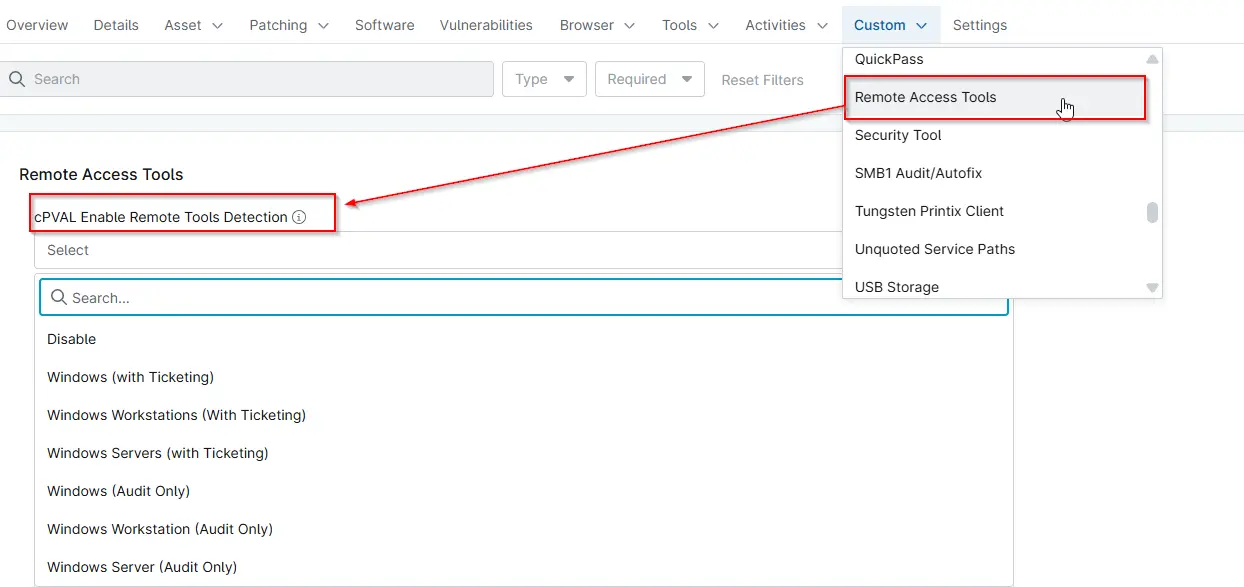 Overview Details Asset Patching Software Vulnerabilities Browser Tools Activities Custom Settings
Search Type Required Reset Filters
QuickPass
Remote Access Tools
Security Tool
SMB1 Audit/Autofix
Tungsten Printix Client
Unquoted Service Paths
USB Storage
Remote Access Tools
cPVAL Enable Remote Tools Detection
Select
Search...
Disable
Windows (with Ticketing)
Windows Workstations (With Ticketing)
Windows Servers (with Ticketing)
Windows (Audit Only)
Windows Workstation (Audit Only)
Windows Server (Audit Only)